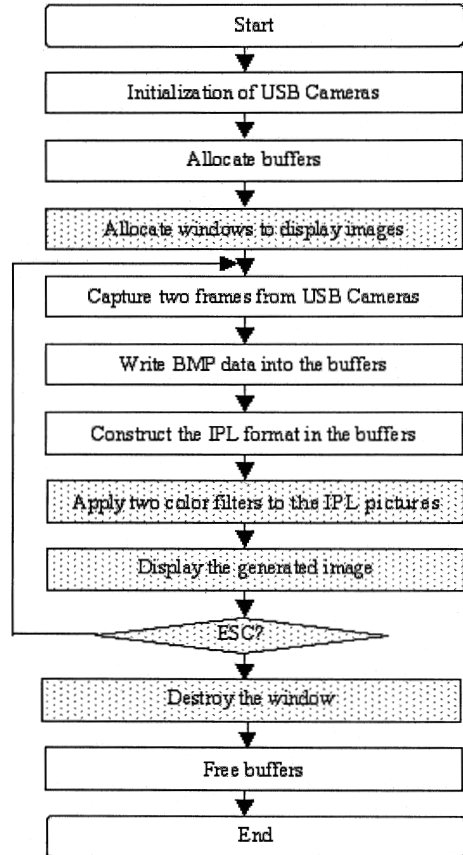 Start
Initialization of USB Cameras
Allocate buffers
Allocate windows to display images
Capture two frames from USB Cameras
Write BMP data into the buffers
Construct the IPL format in the buffers
Apply two color filters to the IPL pictures
Display the generated image
ESC?
Destroy the window
Free buffers
End